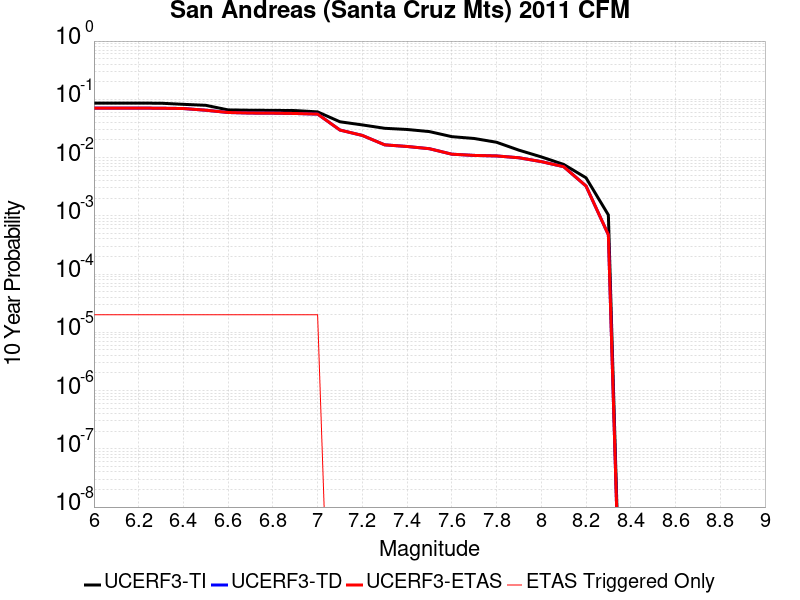 San Andreas (Santa Cruz Mts) 2011 CFM
10 0
10 -1
10 -2
10 -3
10 -4
10 -5
10 -6
10 -7
10 -8
10 Year Probability
6 6.2 6.4 6.6 6.8 7 7.2 7.4 7.6 7.8 8 8.2 8.4 8.6 8.8 9
Magnitude
UCERF3-TI UCERF3-TD UCERF3-ETAS ETAS Triggered Only